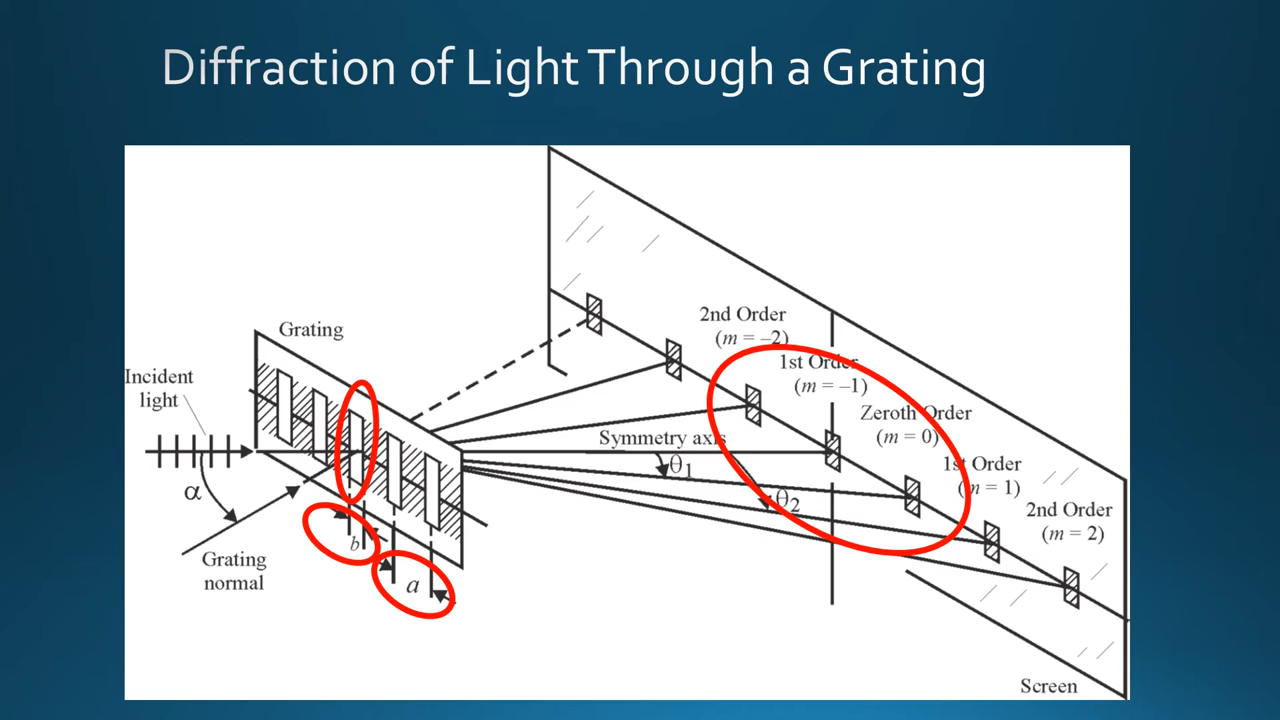 Diffraction of Light Through a Grating
Grating
Incident
light
α
Grating
normal
b
a
Symmetry axis
θ1
θ2
2nd Order
(m = –2)
1st Order
(m = –1)
Zeroth Order
(m = 0)
1st Order
(m = 1)
2nd Order
(m = 2)
Screen